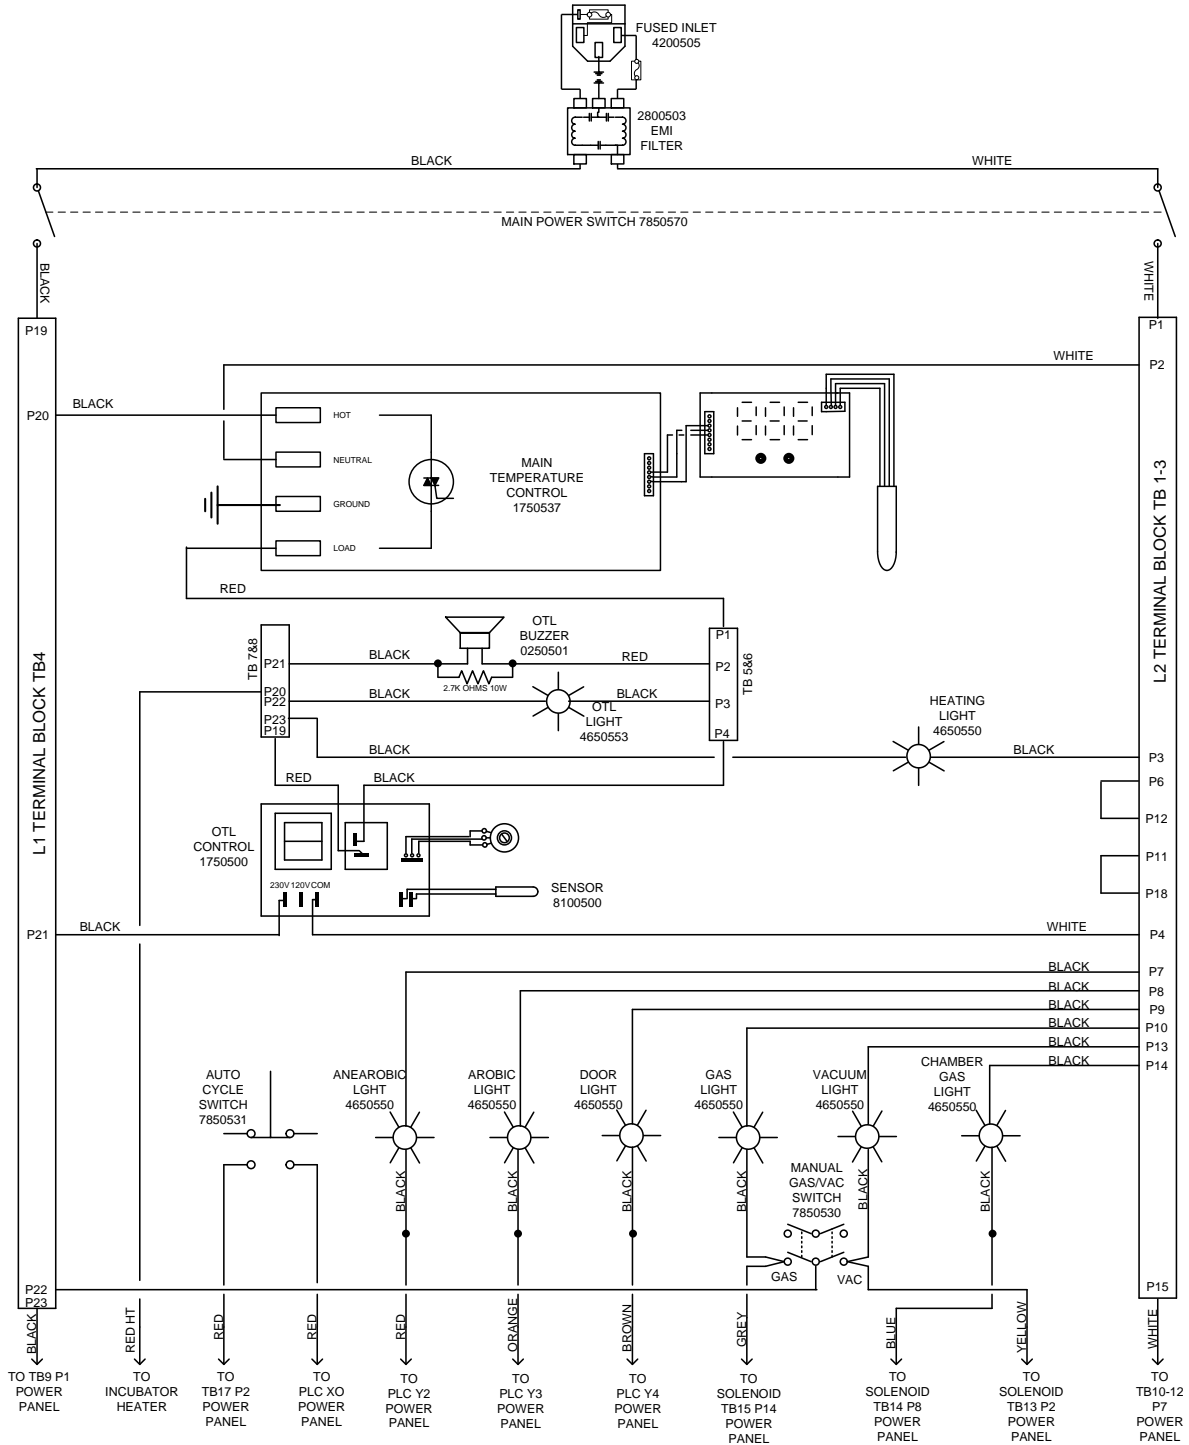 FUSED INLET
4200505
2800503
EMI
FILTER
BLACK
WHITE
MAIN POWER SWITCH 7850570
BLACK
WHITE
P19
P1
WHITE
P2
BLACK
P20
HOT
NEUTRAL
GROUND
LOAD
MAIN
TEMPERATURE
CONTROL
1750537
L2 TERMINAL BLOCK TB 1-3
L1 TERMINAL BLOCK TB4
RED
TB 7&8
P21
P20
P22
P23
P19
BLACK
OTL
BUZZER
0250501
2.7K OHMS 10W
RED
P1
P2
P3
P4
TB 5&6
BLACK
BLACK
OTL
LIGHT
4650553
HEATING
LIGHT
4650550
BLACK
BLACK
P3
RED
BLACK
P6
P12
P11
P18
OTL
CONTROL
1750500
230V 120V COM
SENSOR
8100500
BLACK
P21
WHITE
P4
BLACK
P7
BLACK
P8
BLACK
P9
BLACK
P10
BLACK
P13
BLACK
P14
AUTO
CYCLE
SWITCH
7850531
ANEAROBIC
LGHT
4650550
AROBIC
LIGHT
4650550
DOOR
LIGHT
4650550
GAS
LIGHT
4650550
VACUUM
LIGHT
4650550
CHAMBER
GAS
LIGHT
4650550
BLACK
BLACK
BLACK
BLACK
BLACK
BLACK
MANUAL
GAS/VAC
SWITCH
7850530
GAS
VAC
P22
P23
P15
BLACK
RED HT
RED
RED
RED
ORANGE
BROWN
GREY
BLUE
YELLOW
WHITE
TO TB9 P1
POWER
PANEL
TO
INCUBATOR
HEATER
TO
TB17 P2
POWER
PANEL
TO
PLC XO
POWER
PANEL
TO
PLC Y2
POWER
PANEL
TO
PLC Y3
POWER
PANEL
TO
PLC Y4
POWER
PANEL
TO
SOLENOID
TB15 P14
POWER
PANEL
TO
SOLENOID
TB14 P8
POWER
PANEL
TO
SOLENOID
TB13 P2
POWER
PANEL
TO
TB10-12
P7
POWER
PANEL